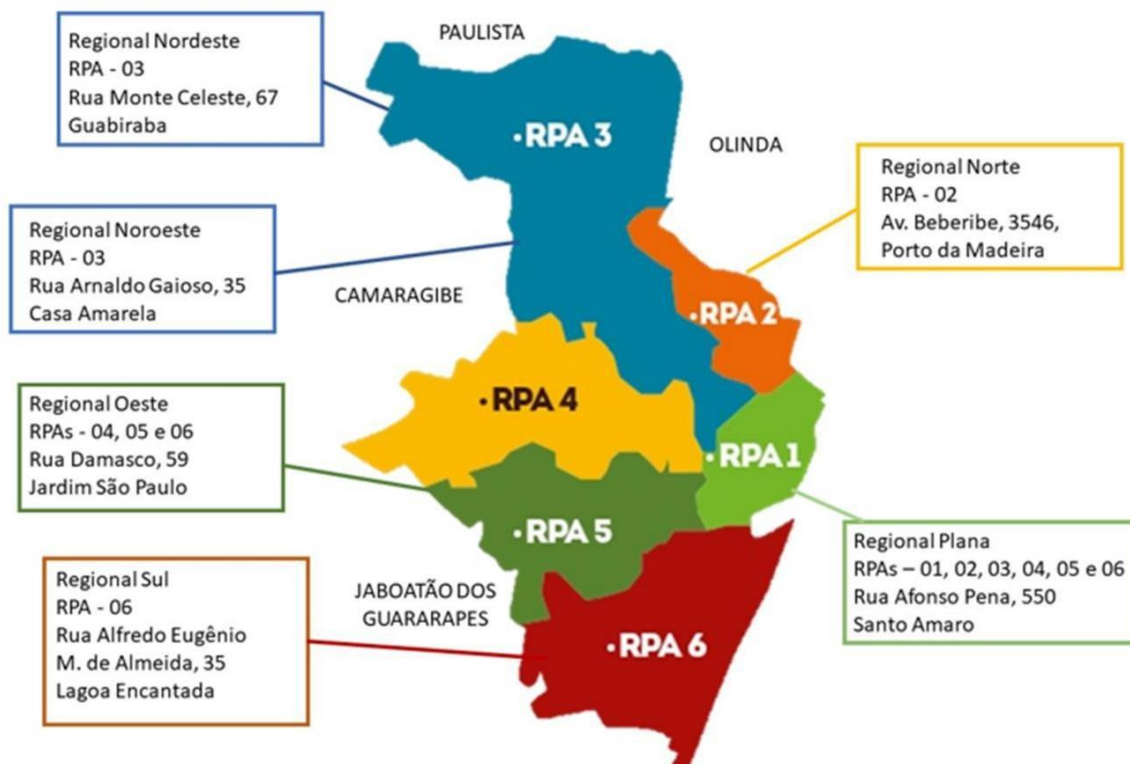 Regional Nordeste
RPA - 03
Rua Monte Celeste, 67
Guabiraba
PAULISTA
• RPA 3
OLINDA
Regional Norte
RPA - 02
Av. Beberibe, 3546,
Porto da Madeira
Regional Noroeste
RPA - 03
Rua Arnaldo Gaioso, 35
Casa Amarela
CAMARAGIBE
• RPA 2
Regional Oeste
RPAs - 04, 05 e 06
Rua Damasco, 59
Jardim São Paulo
• RPA 4
• RPA 1
• RPA 5
Regional Plana
RPAs – 01, 02, 03, 04, 05 e 06
Rua Afonso Pena, 550
Santo Amaro
Regional Sul
RPA - 06
Rua Alfredo Eugênio
M. de Almeida, 35
Lagoa Encantada
JABOATÃO DOS
GUARARAPES
• RPA 6